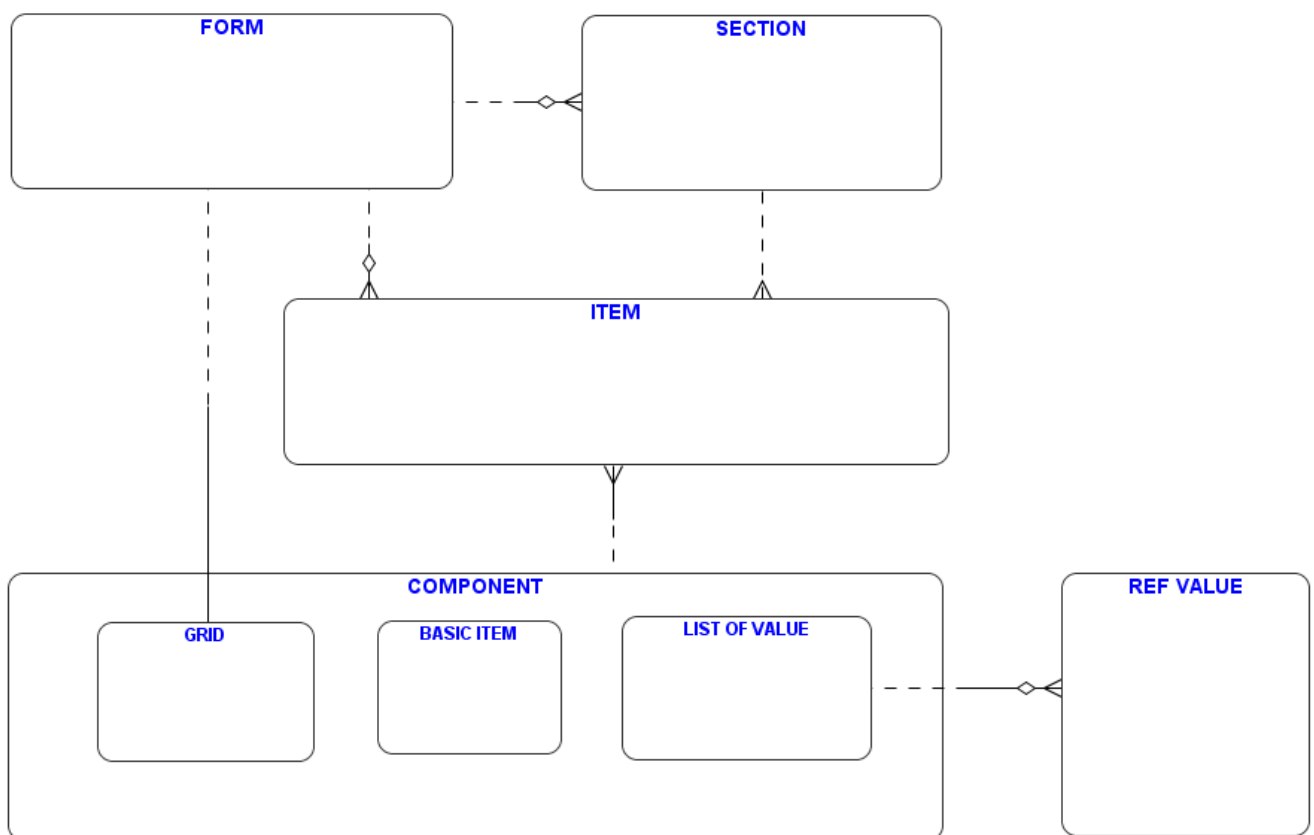 FORM
SECTION
ITEM
COMPONENT
REF VALUE
GRID
BASIC ITEM
LIST OF VALUE